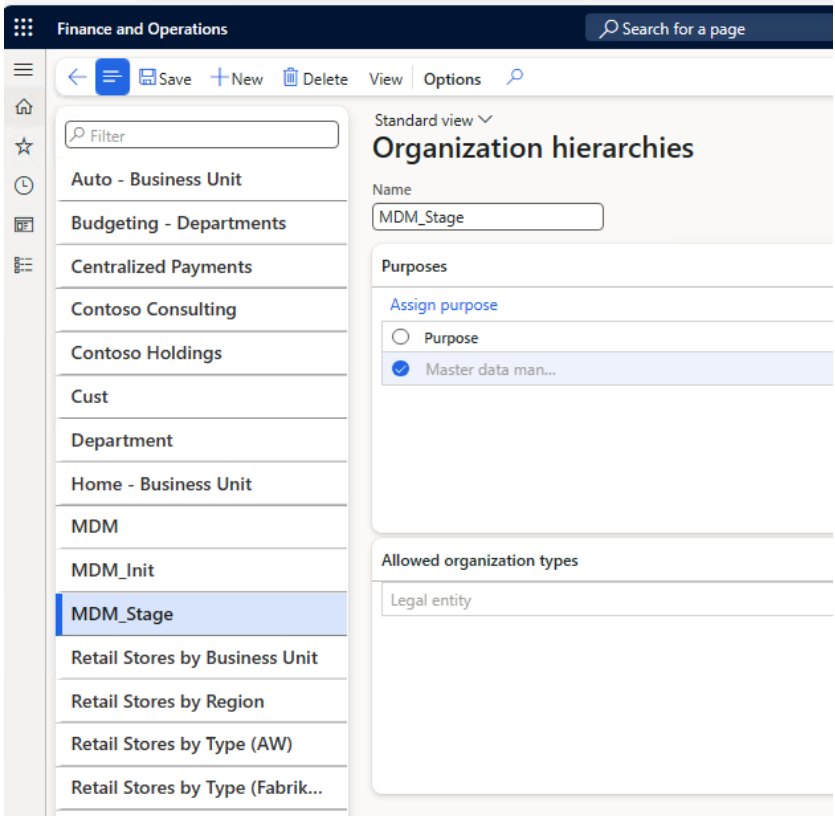 Finance and Operations
Search for a page
Save
New
Delete
View
Options
Filter
Auto - Business Unit
Budgeting - Departments
Centralized Payments
Contoso Consulting
Contoso Holdings
Cust
Department
Home - Business Unit
MDM
MDM_Init
MDM_Stage
Retail Stores by Business Unit
Retail Stores by Region
Retail Stores by Type (AW)
Retail Stores by Type (Fabrik...
Standard view
Organization hierarchies
Name
MDM_Stage
Purposes
Assign purpose
Purpose
Master data man...
Allowed organization types
Legal entity